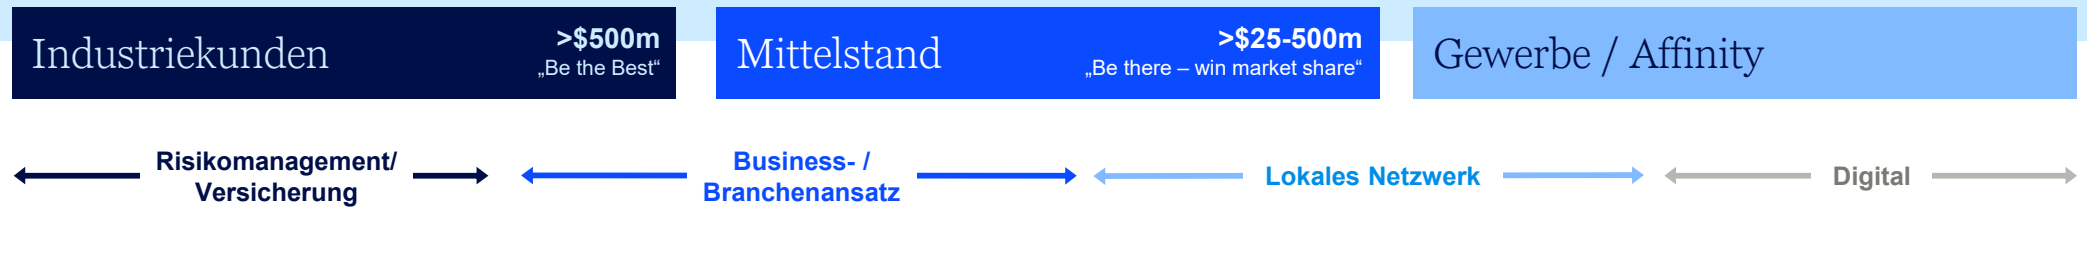 Industriekunden
>$500m
„Be the Best“
Mittelstand
>$25-500m
„Be there – win market share“
Gewerbe / Affinity
Risikomanagement/
Versicherung
Business- /
Branchenansatz
Lokales Netzwerk
Digital